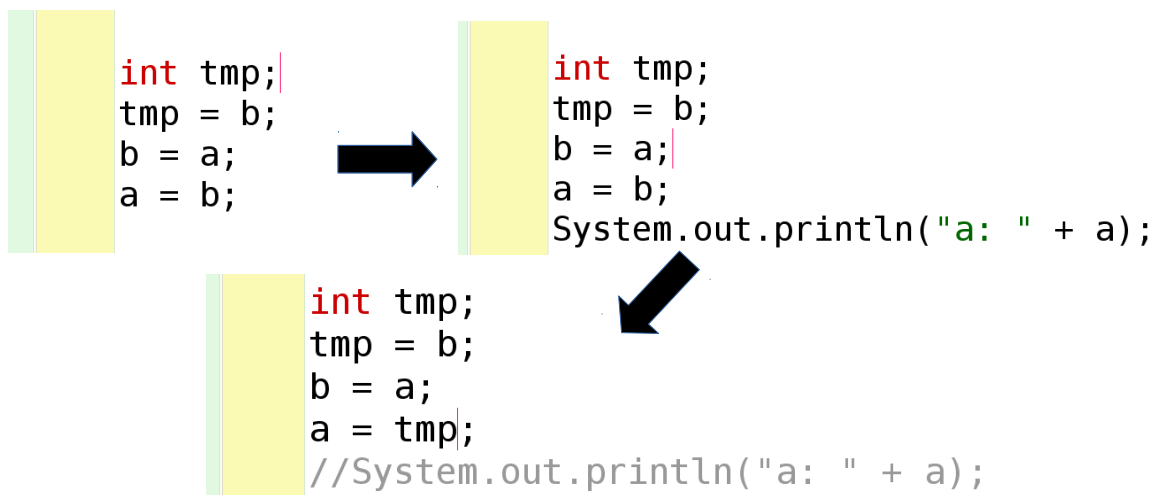 int tmp;
tmp = b;
b = a;
a = b;
int tmp;
tmp = b;
b = a;
a = b;
System.out.println("a: " + a);
int tmp;
tmp = b;
b = a;
a = tmp;
//System.out.println("a: " + a);